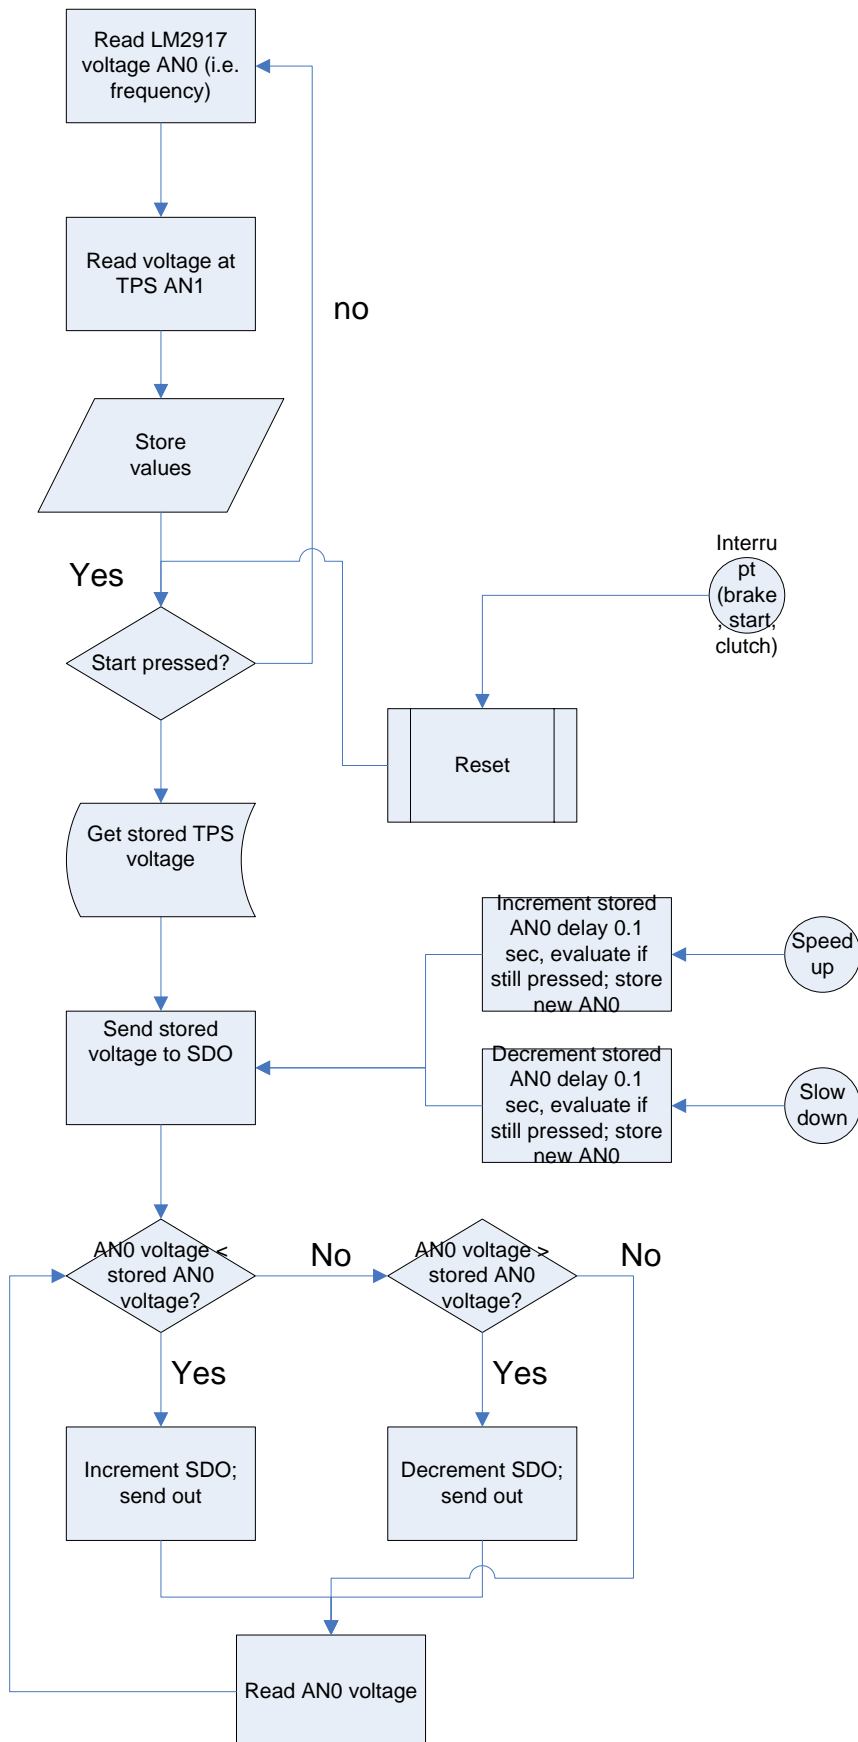 Read LM2917
voltage AN0 (i.e.
frequency)
Read voltage at
TPS AN1
no
Store
values
Yes
Start pressed?
Interru
pt
(brake
, start,
clutch)
Reset
Get stored TPS
voltage
Increment stored
AN0 delay 0.1
sec, evaluate if
still pressed; store
new AN0
Speed
up
Send stored
voltage to SDO
Decrement stored
AN0 delay 0.1
sec, evaluate if
still pressed; store
new AN0
Slow
down
AN0 voltage <
stored AN0
voltage?
No
AN0 voltage >
stored AN0
voltage?
No
Yes
Yes
Increment SDO;
send out
Decrement SDO;
send out
Read AN0 voltage